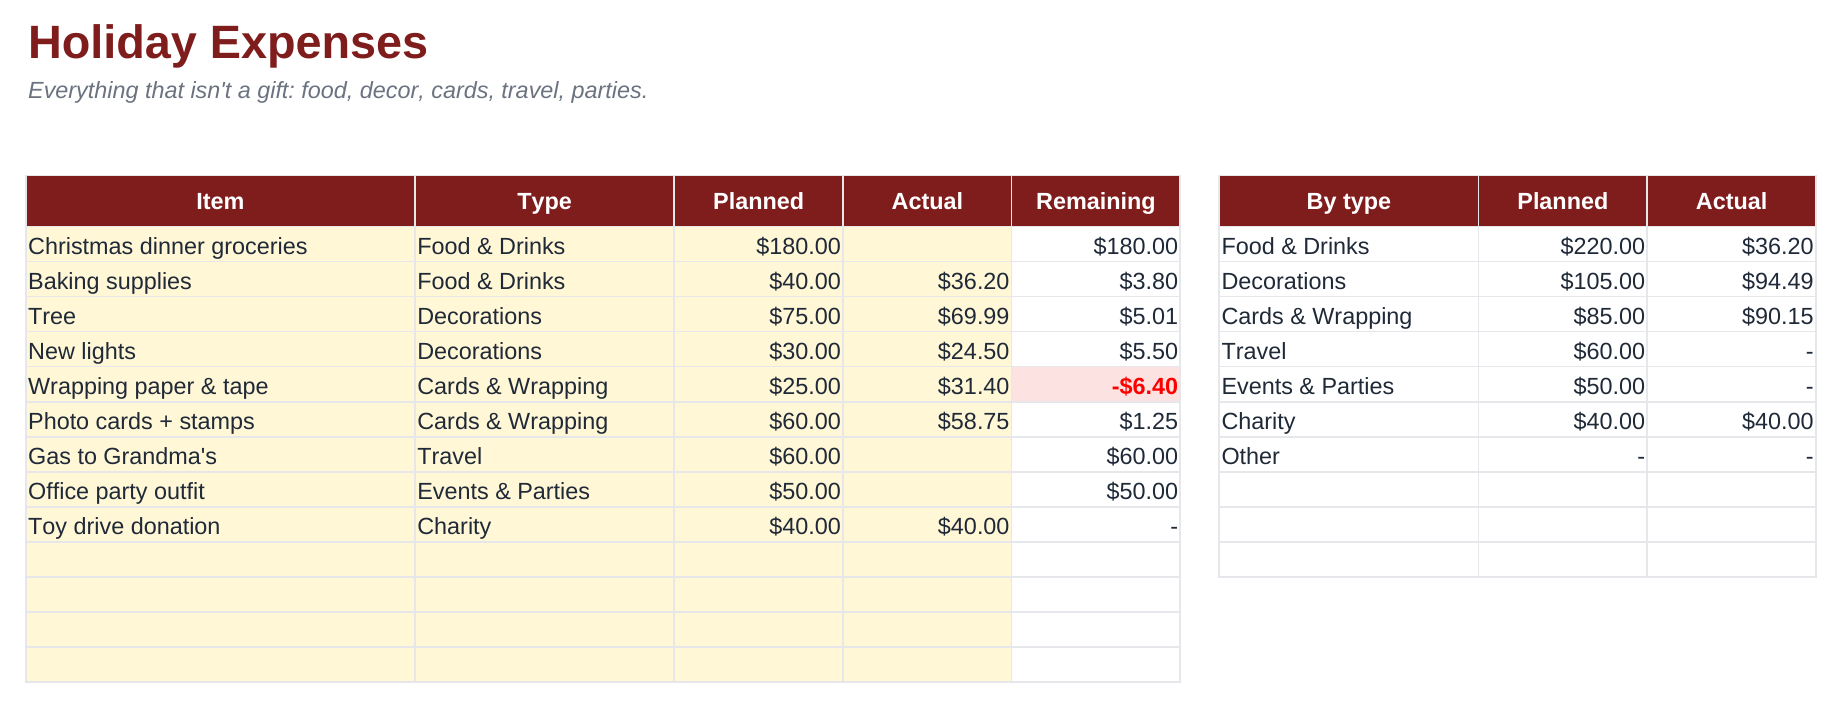 Holiday Expenses
Everything that isn't a gift: food, decor, cards, travel, parties.
Item Type Planned Actual Remaining
Christmas dinner groceries Food & Drinks $180.00 $180.00
Baking supplies Food & Drinks $40.00 $36.20 $3.80
Tree Decorations $75.00 $69.99 $5.01
New lights Decorations $30.00 $24.50 $5.50
Wrapping paper & tape Cards & Wrapping $25.00 $31.40 -$6.40
Photo cards + stamps Cards & Wrapping $60.00 $58.75 $1.25
Gas to Grandma's Travel $60.00 $60.00
Office party outfit Events & Parties $50.00 $50.00
Toy drive donation Charity $40.00 $40.00 -
By type Planned Actual
Food & Drinks $220.00 $36.20
Decorations $105.00 $94.49
Cards & Wrapping $85.00 $90.15
Travel $60.00 -
Events & Parties $50.00 -
Charity $40.00 $40.00
Other - -